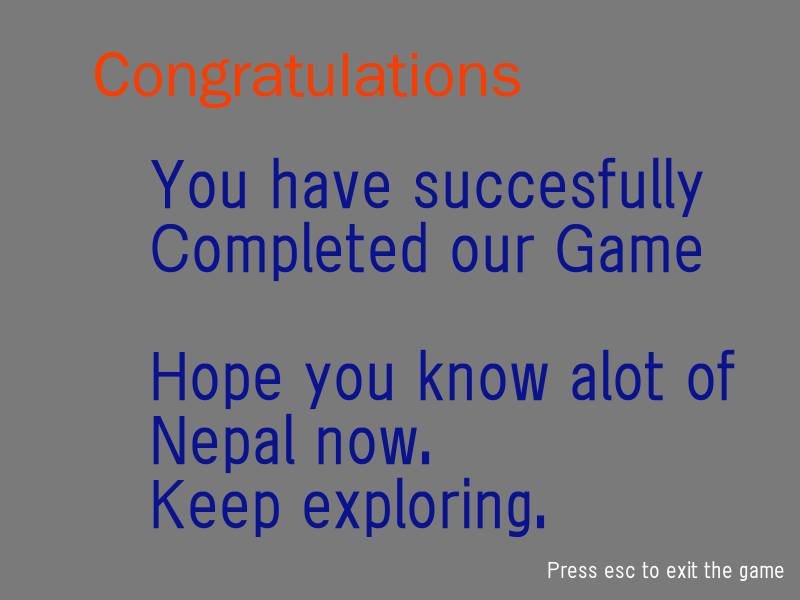 Congratulations
You have succesfully
Completed our Game
Hope you know alot of
Nepal now.
Keep exploring.
Press esc to exit the game